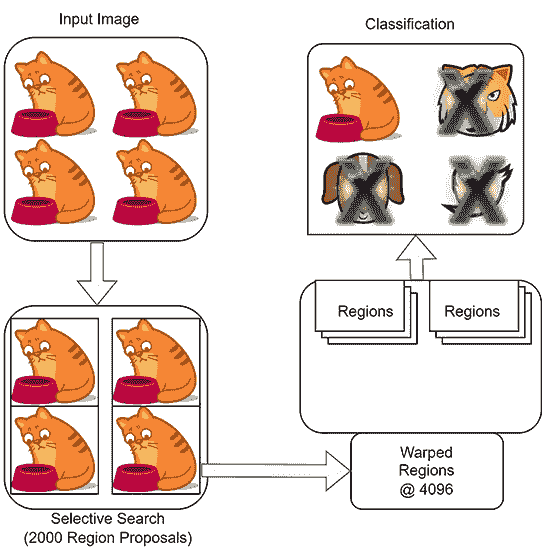 Input Image
Classification
Regions
Regions
Warped
Regions
@ 4096
Selective Search
(2000 Region Proposals)